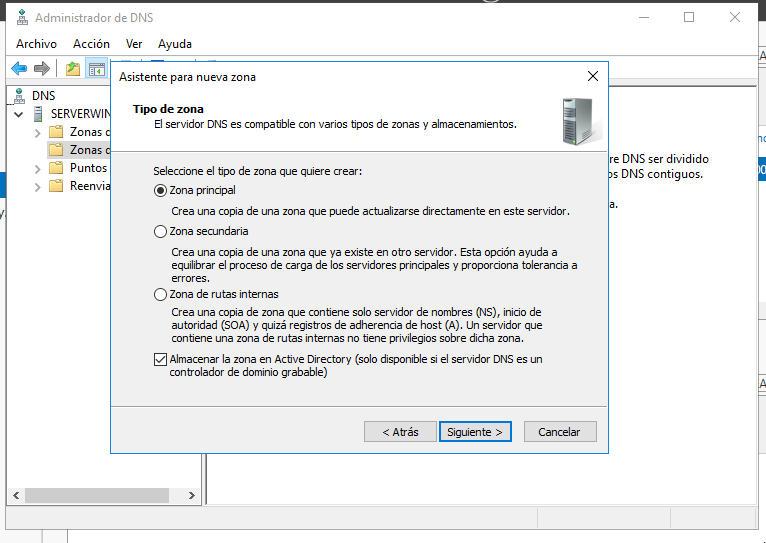 Administrador de DNS
Archivo Acción Ver Ayuda
Asistente para nueva zona
Tipo de zona
El servidor DNS es compatible con varios tipos de zonas y almacenamientos.
DNS
SERVERWIN
Zonas d
Zonas d
Puntos
Reenvia
Seleccione el tipo de zona que quiere crear:
Zona principal
Crea una copia de una zona que puede actualizarse directamente en este servidor.
Zona secundaria
Crea una copia de una zona que ya existe en otro servidor. Esta opción ayuda a
equilibrar el proceso de carga de los servidores principales y proporciona tolerancia a
errores.
Zona de rutas internas
Crea una copia de zona que contiene solo servidor de nombres (NS), inicio de
autoridad (SOA) y quizá registros de adherencia de host (A). Un servidor que
contiene una zona de rutas internas no tiene privilegios sobre dicha zona.
Almacenar la zona en Active Directory (solo disponible si el servidor DNS es un
controlador de dominio grabable)
< Atrás Siguiente > Cancelar
re DNS ser dividido
os DNS contiguos.
a.